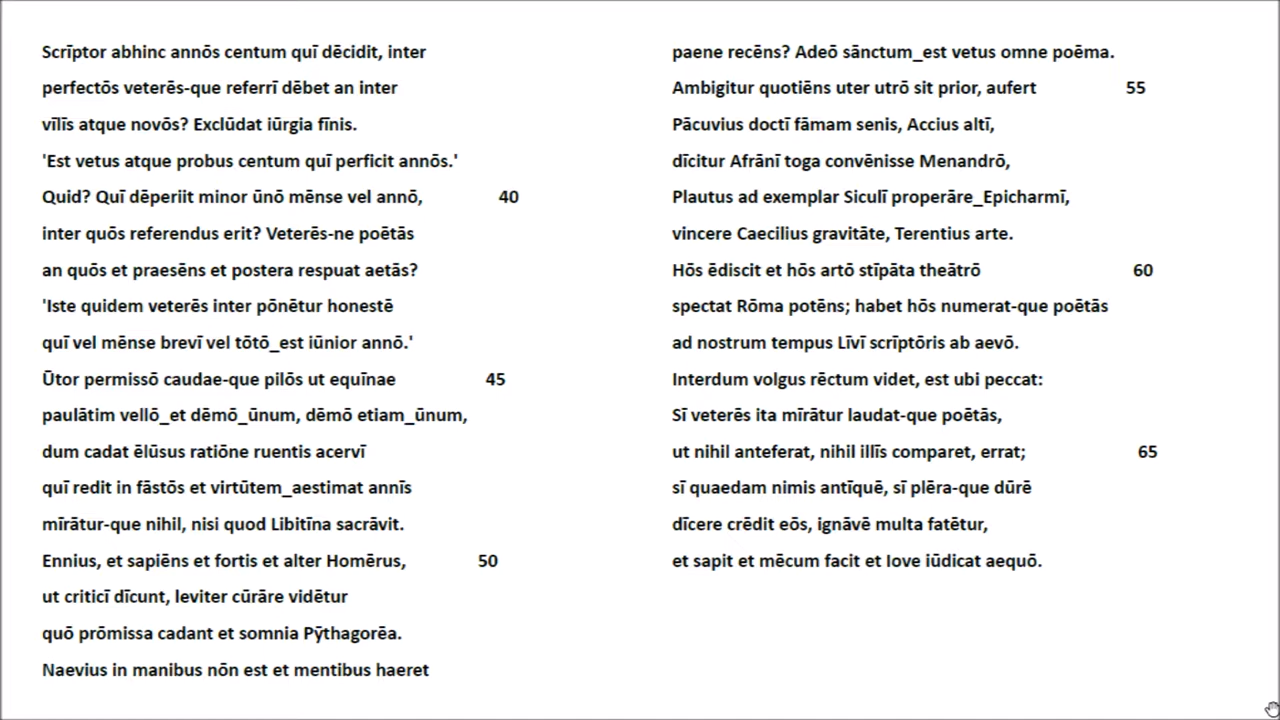 Scrīptor abhinc annōs centum quī dēcidit, inter
perfectōs veterēs-que referrī dēbet an inter
vīlīs atque novōs? Exclūdat iūrgia fīnis.
'Est vetus atque probus centum quī perficit annōs.'
Quid? Quī dēperiit minor ūnō mēnse vel annō, 40
inter quōs referendus erit? Veterēs-ne poētās
an quōs et praesēns et postera respuat aetās?
'Iste quidem veterēs inter pōnētur honestē
quī vel mēnse brevī vel tōtō_est iūnior annō.'
Ūtor permissō caudae-que pilōs ut equīnae 45
paulātim vellō_et dēmō_ūnum, dēmō etiam_ūnum,
dum cadat ēlūsus ratiōne ruentis acervī
quī redit in fāstōs et virtūtem_aestimat annīs
mīrātur-que nihil, nisi quod Libitīna sacrāvit.
Ennius, et sapiēns et fortis et alter Homērus, 50
ut criticī dīcunt, leviter cūrāre vidētur
quō prōmissa cadant et somnia Pȳthagorēa.
Naevius in manibus nōn est et mentibus haeret
paene recēns? Adeō sānctum_est vetus omne poēma.
Ambigitur quotiēns uter utrō sit prior, aufert 55
Pācuvius doctī fāmam senis, Accius altī,
dīcitur Afrānī toga convēnisse Menandrō,
Plautus ad exemplar Siculī properāre_Epicharmī,
vincere Caecilius gravitāte, Terentius arte.
Hōs ēdiscit et hōs artō stīpāta theātrō 60
spectat Rōma potēns; habet hōs numerat-que poētās
ad nostrum tempus Līvī scrīptōris ab aevō.
Interdum volgus rēctum videt, est ubi peccat:
Sī veterēs ita mīrātur laudat-que poētās,
ut nihil anteferat, nihil illīs comparet, errat; 65
sī quaedam nimis antīquē, sī plēra-que dūrē
dīcere crēdit eōs, ignāvē multa fatētur,
et sapit et mēcum facit et Iove iūdicat aequō.